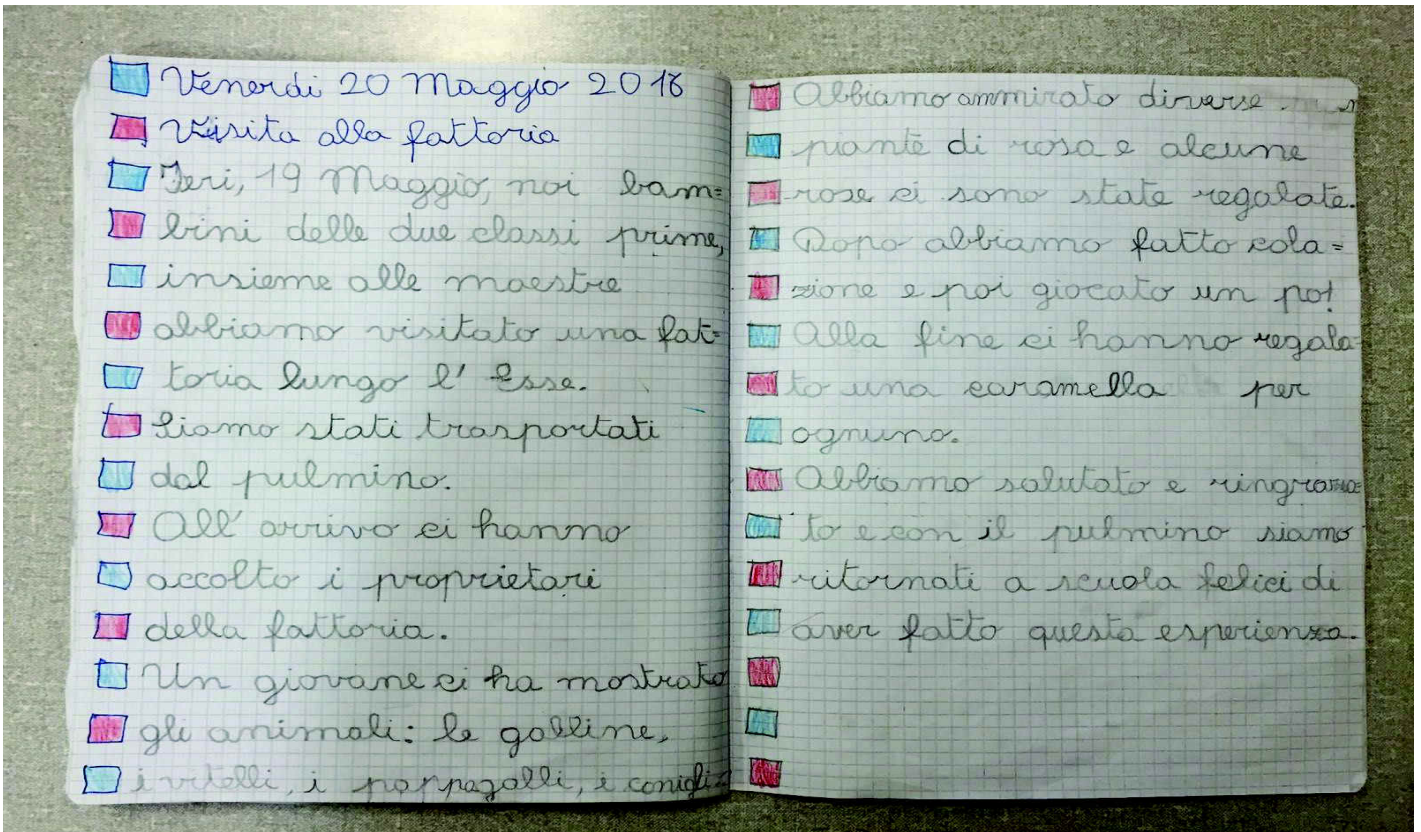 Venerdi 20 Maggio 2016
Visita alla fattoria
Ieri, 19 Maggio, noi bam=
bini delle due classi prime,
insieme alle maestre
abbiamo visitato una fat=
toria lungo l' Esse.
Siamo stati trasportati
dal pulmino.
All' arrivo ci hanno
accolto i proprietari
della fattoria.
Un giovane ci ha mostrato
gli animali: le galline,
i vitelli, i pappagalli, i conigli=
Abbiamo ammirato diverse
piante di rosa e alcune
rose ci sono state regalate.
Dopo abbiamo fatto cola=
zione e poi giocato un po!
Alla fine ci hanno regala=
to una caramella per
ognuno.
Abbiamo salutato e ringrazia=
to e con il pulmino siamo
ritornati a scuola felici di
aver fatto questa esperienza.